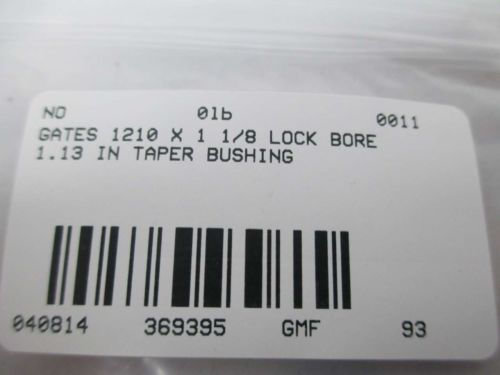 NO 01b 0011
GATES 1210 X 1 1/8 LOCK BORE
1.13 IN TAPER BUSHING
040814 369395 GMF 93